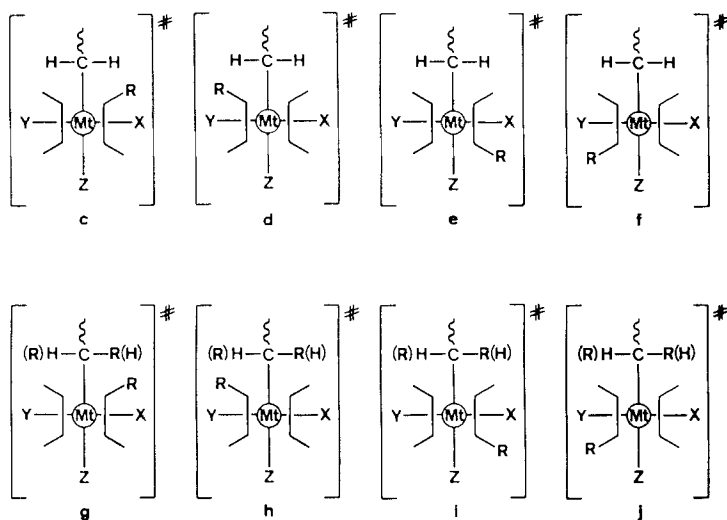 ≠ ≠ ≠ ≠
H-C-H H-C-H H-C-H H-C-H
R R
Y Mt X Y Mt X Y Mt X Y Mt X
R R
Z Z Z Z
c d e f
≠ ≠ ≠ ≠
(R)H-C-R(H) (R)H-C-R(H) (R)H-C-R(H) (R)H-C-R(H)
R R
Y Mt X Y Mt X Y Mt X Y Mt X
R R
Z Z Z Z
g h i j